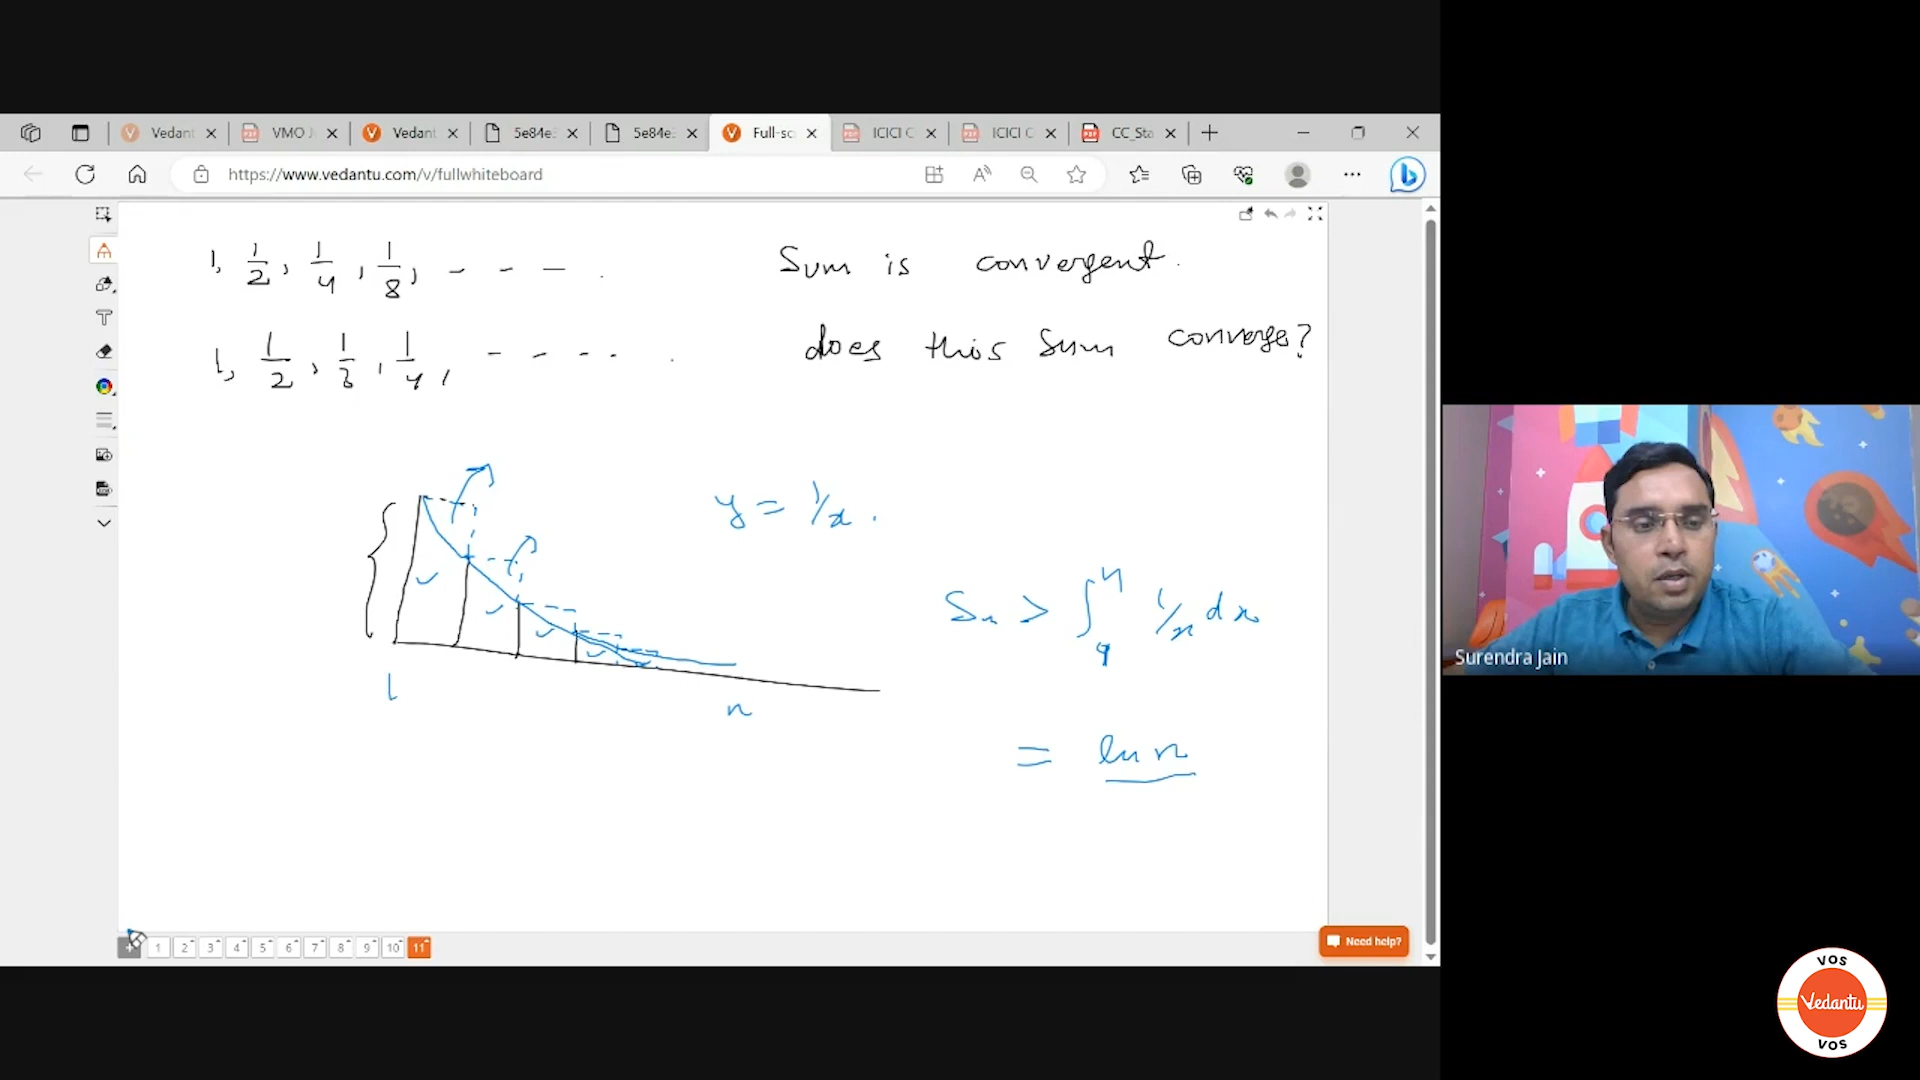 Vedant
VMO J
Vedant
5e84e
5e84e
Full-sc
ICICI C
ICICI C
CC_Sta
https://www.vedantu.com/v/fullwhiteboard
1, 1/2, 1/4, 1/8, - - - .
Sum is convergent.
1, 1/2, 1/3, 1/4, - - - - .
does this sum converge?
y = 1/x .
Sn > ∫ 1/x dx
1
n
= ln n
Surendra Jain
1 2 3 4 5 6 7 8 9 10 11
Need help?
VOS
Vedantu
VOS